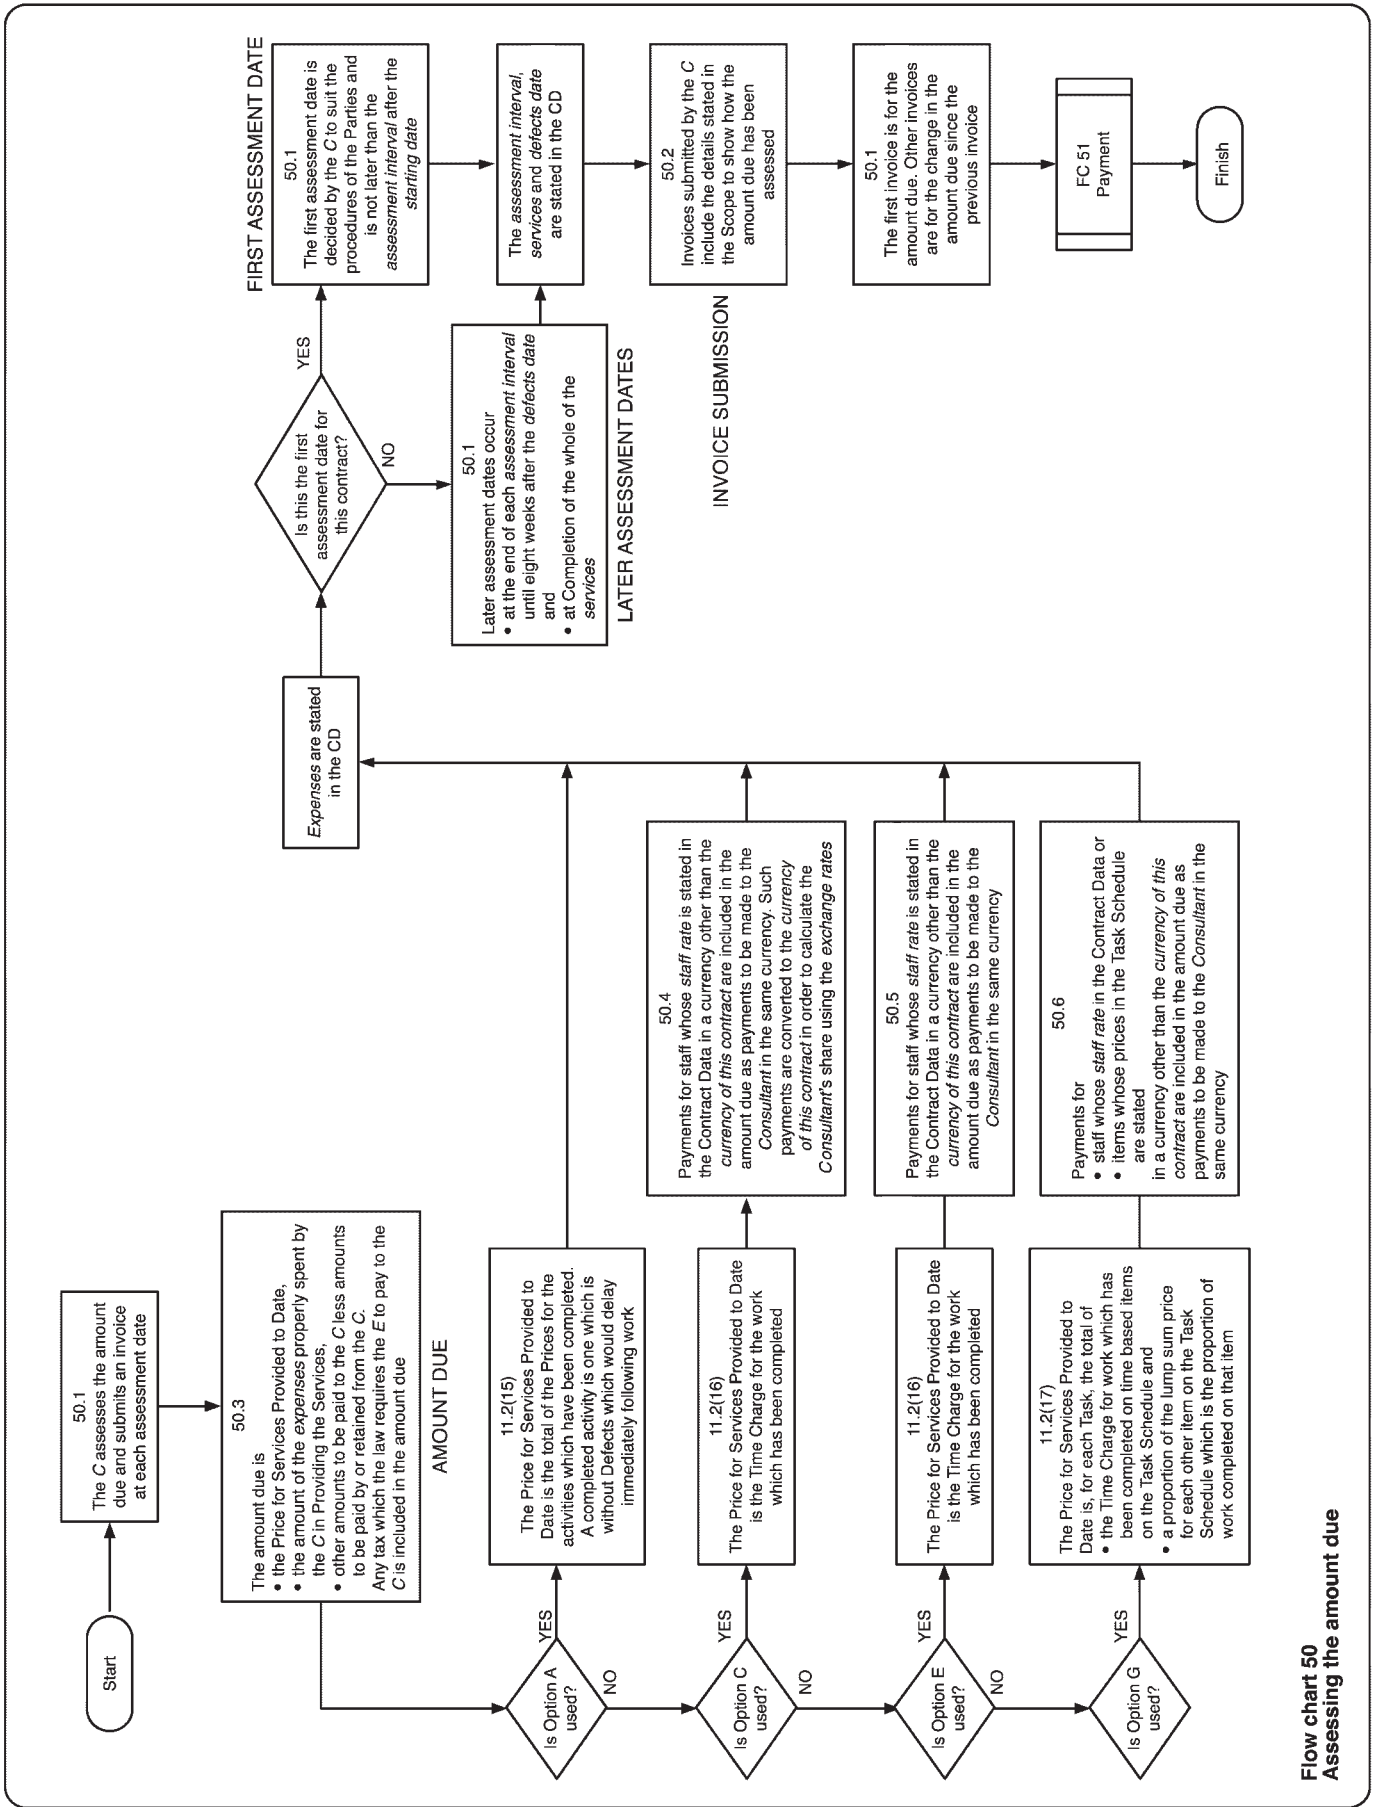 Start
50.1
The C assesses the amount
due and submits an invoice
at each assessment date
50.3
The amount due is
• the Price for Services Provided to Date,
• the amount of the expenses properly spent by
the C in Providing the Services,
• other amounts to be paid to the C less amounts
to be paid by or retained from the C.
Any tax which the law requires the E to pay to the
C is included in the amount due
AMOUNT DUE
Is Option A
used?
YES
NO
11.2(15)
The Price for Services Provided to
Date is the total of the Prices for the
activities which have been completed.
A completed activity is one which is
without Defects which would delay
immediately following work
Is Option C
used?
YES
NO
11.2(16)
The Price for Services Provided to Date
is the Time Charge for the work
which has been completed
50.4
Payments for staff whose staff rate is stated in
the Contract Data in a currency other than the
currency of this contract are included in the
amount due as payments to be made to the
Consultant in the same currency. Such
payments are converted to the currency
of this contract in order to calculate the
Consultant's share using the exchange rates
Is Option E
used?
YES
NO
11.2(16)
The Price for Services Provided to Date
is the Time Charge for the work
which has been completed
50.5
Payments for staff whose staff rate is stated in
the Contract Data in a currency other than the
currency of this contract are included in the
amount due as payments to be made to the
Consultant in the same currency
Is Option G
used?
YES
11.2(17)
The Price for Services Provided to
Date is, for each Task, the total of
• the Time Charge for work which has
been completed on time based items
on the Task Schedule and
• a proportion of the lump sum price
for each other item on the Task
Schedule which is the proportion of
work completed on that item
50.6
Payments for
• staff whose staff rate in the Contract Data or
• items whose prices in the Task Schedule
are stated
in a currency other than the currency of this
contract are included in the amount due as
payments to be made to the Consultant in the
same currency
Expenses are stated
in the CD
Is this the first
assessment date for
this contract?
YES
NO
FIRST ASSESSMENT DATE
50.1
The first assessment date is
decided by the C to suit the
procedures of the Parties and
is not later than the
assessment interval after the
starting date
50.1
Later assessment dates occur
• at the end of each assessment interval
until eight weeks after the defects date
and
• at Completion of the whole of the
services
LATER ASSESSMENT DATES
The assessment interval,
services and defects date
are stated in the CD
INVOICE SUBMISSION
50.2
Invoices submitted by the C
include the details stated in
the Scope to show how the
amount due has been
assessed
50.1
The first invoice is for the
amount due. Other invoices
are for the change in the
amount due since the
previous invoice
FC 51
Payment
Finish
Flow chart 50
Assessing the amount due